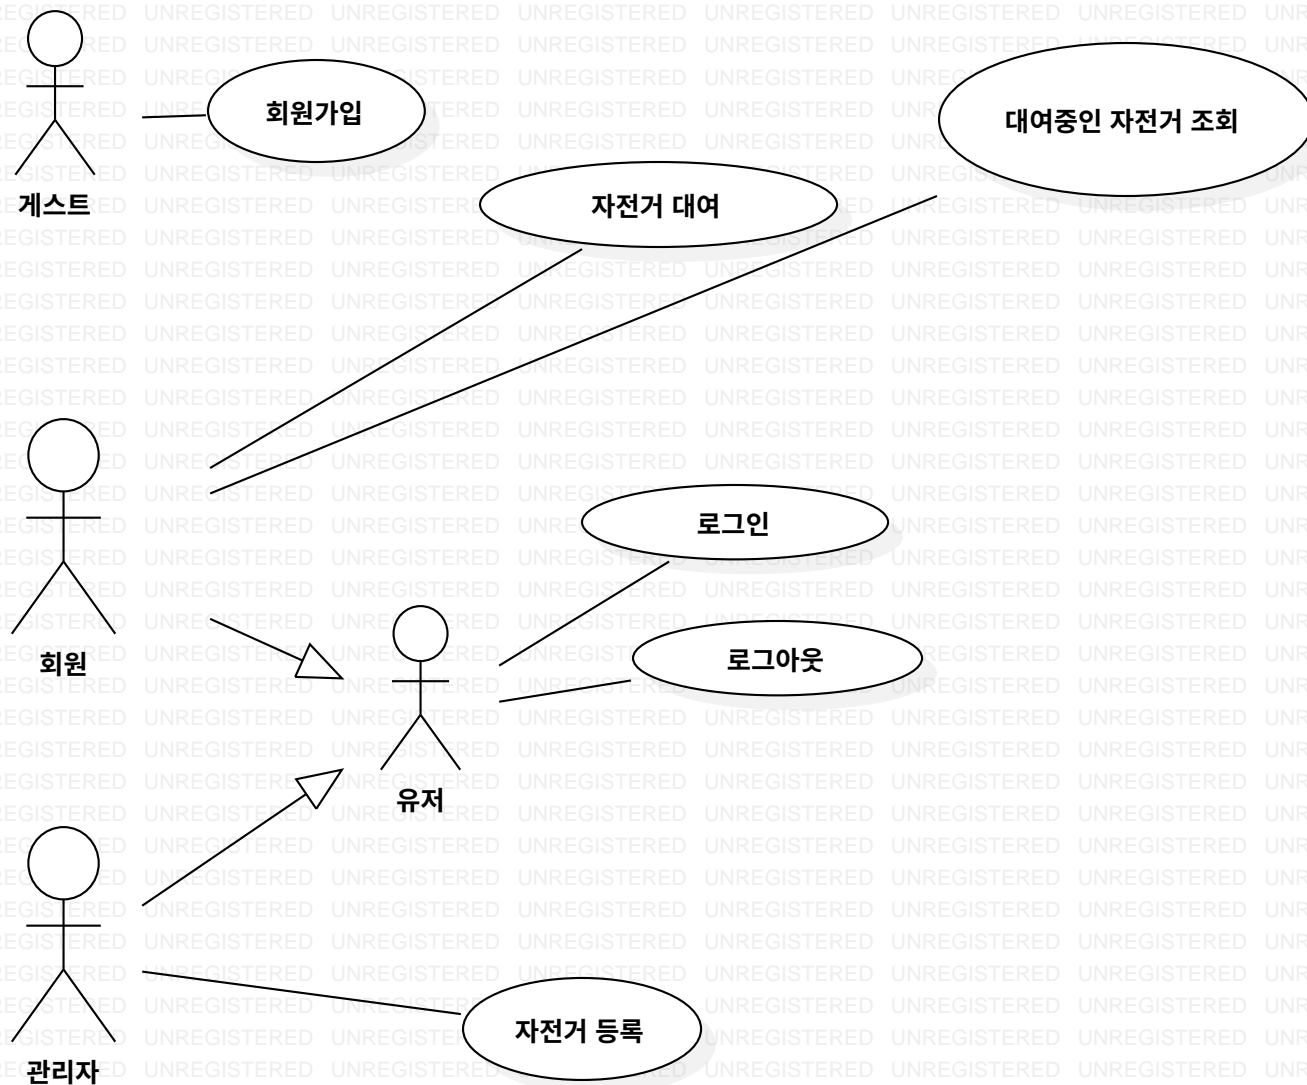 회원가입
대여중인 자전거 조회
게스트
자전거 대여
로그인
회원
로그아웃
유저
자전거 등록
관리자
UNREGISTERED